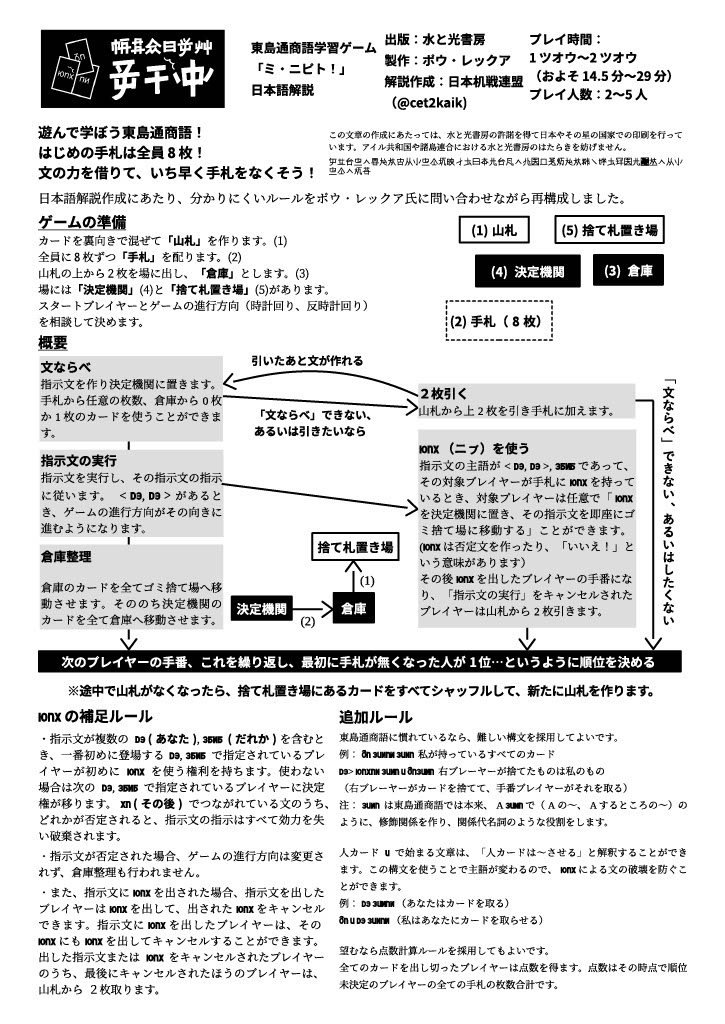 東島通商語学習ゲーム
「ミ・ニピト！」
日本語解説
出版：水と光書房
製作：ポウ・レックア
解説作成：日本机戦連盟
（@cet2kaik）
プレイ時間：
1 ツオウ～2 ツオウ
（およそ 14.5 分～29 分）
プレイ人数：2～5 人
遊んで学ぼう東島通商語！
はじめの手札は全員 8 枚！
文の力を借りて、いち早く手札をなくそう！
この文章の作成にあたっては、水と光書房の許諾を得て日本やその星の国家での印刷を行って
います。アイル共和国や諸島連合における水と光書房のはたらきを妨げません。
日本語解説作成にあたり、分かりにくいルールをポウ・レックア氏に問い合わせながら再構成しました。
ゲームの準備
カードを裏向きで混ぜて「山札」を作ります。(1)
全員に 8 枚ずつ「手札」を配ります。(2)
山札の上から 2 枚を場に出し、「倉庫」とします。(3)
場には「決定機関」(4)と「捨て札置き場」(5)があります。
スタートプレイヤーとゲームの進行方向（時計回り、反時計回り）
を相談して決めます。
(1) 山札
(5) 捨て札置き場
(4) 決定機関
(3) 倉庫
(2) 手札（ 8 枚）
概要
文ならべ
指示文を作り決定機関に置きます。
手札から任意の枚数、倉庫から 0 枚
か 1 枚のカードを使うことができま
す。
指示文の実行
指示文を実行し、その指示文の指示
に従います。 < DЭ, DЭ > があると
き、ゲームの進行方向がその向きに
進むようになります。
倉庫整理
倉庫のカードを全てゴミ捨て場へ移
動させます。そののち決定機関の
カードを全て倉庫へ移動させます。
引いたあと文が作れる
「文ならべ」できない、
あるいは引きたいなら
２枚引く
山札から上 2 枚を引き手札に加えます。
ıonx （ニㇷ゚）を使う
指示文の主語が < DЭ, DЭ >, ЗБИБ であって、
その対象プレイヤーが手札に ıonx を持って
いるとき、対象プレイヤーは任意で「 ıonx
を決定機関に置き、その指示文を即座にゴ
ミ捨て場に移動する」ことができます。
(ıonx は否定文を作ったり、「いいえ！」と
いう意味があります）
その後 ıonx を出したプレイヤーの手番にな
り、「指示文の実行」をキャンセルされた
プレイヤーは山札から 2 枚引きます。
「文ならべ」できない、あるいはしたくない
捨て札置き場
(1)
決定機関
(2)
倉庫
次のプレイヤーの手番、これを繰り返し、最初に手札が無くなった人が 1 位…というように順位を決める
※途中で山札がなくなったら、捨て札置き場にあるカードをすべてシャッフルして、新たに山札を作ります。
ıonx の補足ルール
・指示文が複数の DЭ ( あなた ), ЗБИБ ( だれか ) を含むと
き、一番初めに登場する DЭ, ЗБИБ で指定されているプレ
イヤーが初めに ıonx を使う権利を持ちます。使わない
場合は次の DЭ, ЗБИБ で指定されているプレイヤーに決定
権が移ります。 xп ( その後 ) でつながれている文のうち、
どれかが否定されると、指示文の指示はすべて効力を失
い破棄されます。
・指示文が否定された場合、ゲームの進行方向は変更さ
れず、倉庫整理も行われません。
・また、指示文に ıonx を出された場合、指示文を出した
プレイヤーは ıonx を出して、出された ıonx をキャンセル
できます。指示文に ıonx を出したプレイヤーは、その
ıonx にも ıonx を出してキャンセルすることができます。
出した指示文または ıonx をキャンセルされたプレイヤー
のうち、最後にキャンセルされたほうのプレイヤーは、
山札から ２枚取ります。
追加ルール
東島通商語に慣れているなら、難しい構文を採用してよいです。
私が持っているすべてのカード
右プレーヤーが捨てたものは私のもの
（右プレーヤーがカードを捨てて、手番プレイヤーがそれを取る）
は東島通商語では本来、
で（ A の～、 A するところの～）の
ように、修飾関係を作り、関係代名詞のような役割をします。
人カード u で始まる文章は、「人カードは～させる」と解釈することができ
ます。この構文を使うことで主語が変わるので、 ıonx による文の破壊を防ぐこ
とができます。
（あなたはカードを取る）
（私はあなたにカードを取らせる）
望むなら点数計算ルールを採用してもよいです。
全てのカードを出し切ったプレイヤーは点数を得ます。点数はその時点で順位
未決定のプレイヤーの全ての手札の枚数合計です。